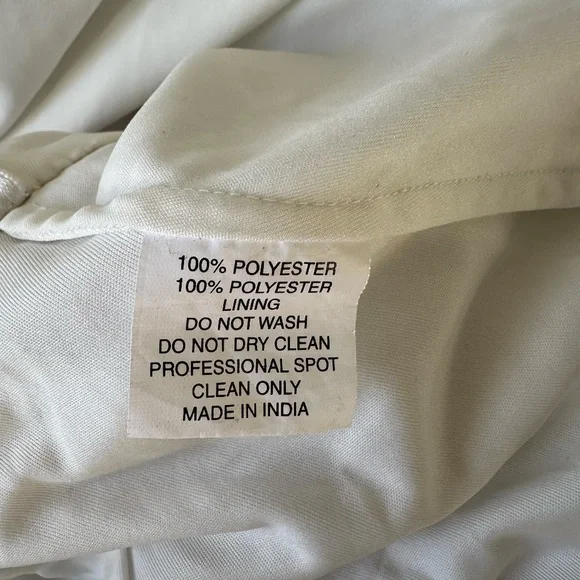 100% POLYESTER
100% POLYESTER
LINING
DO NOT WASH
DO NOT DRY CLEAN
PROFESSIONAL SPOT
CLEAN ONLY
MADE IN INDIA